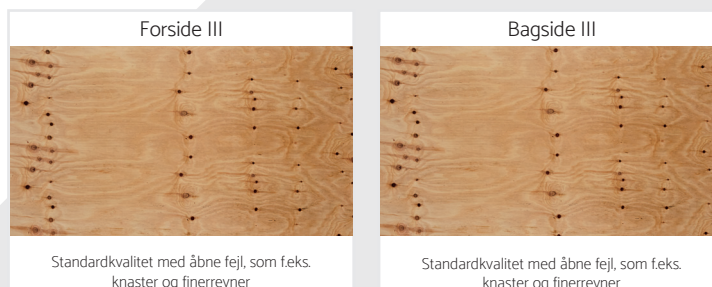 Forside III
Standardkvalitet med åbne fejl, som f.eks.
knaster og finerrevner
Bagside III
Standardkvalitet med åbne fejl, som f.eks.
knaster og finerrevner